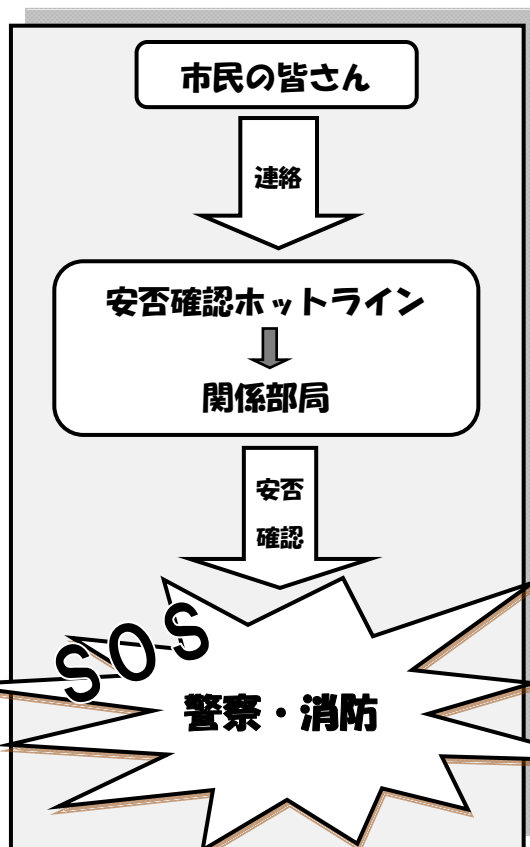 市民の皆さん
連絡
安否確認ホットライン
関係部局
安否
確認
SOS
警察・消防